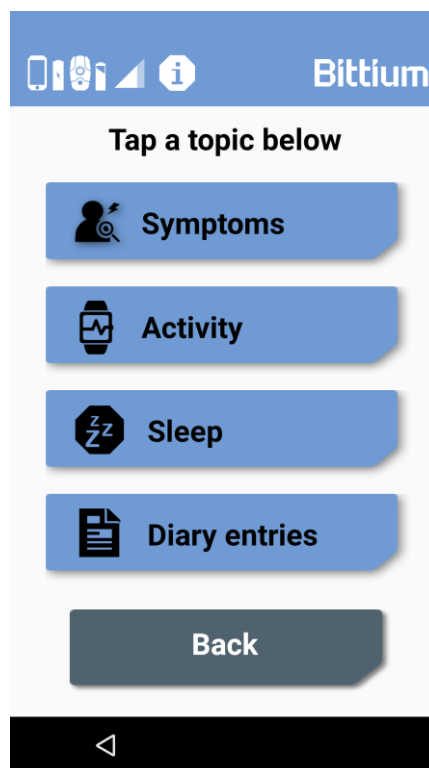 Bittium
Tap a topic below
Symptoms
Activity
Sleep
Diary entries
Back